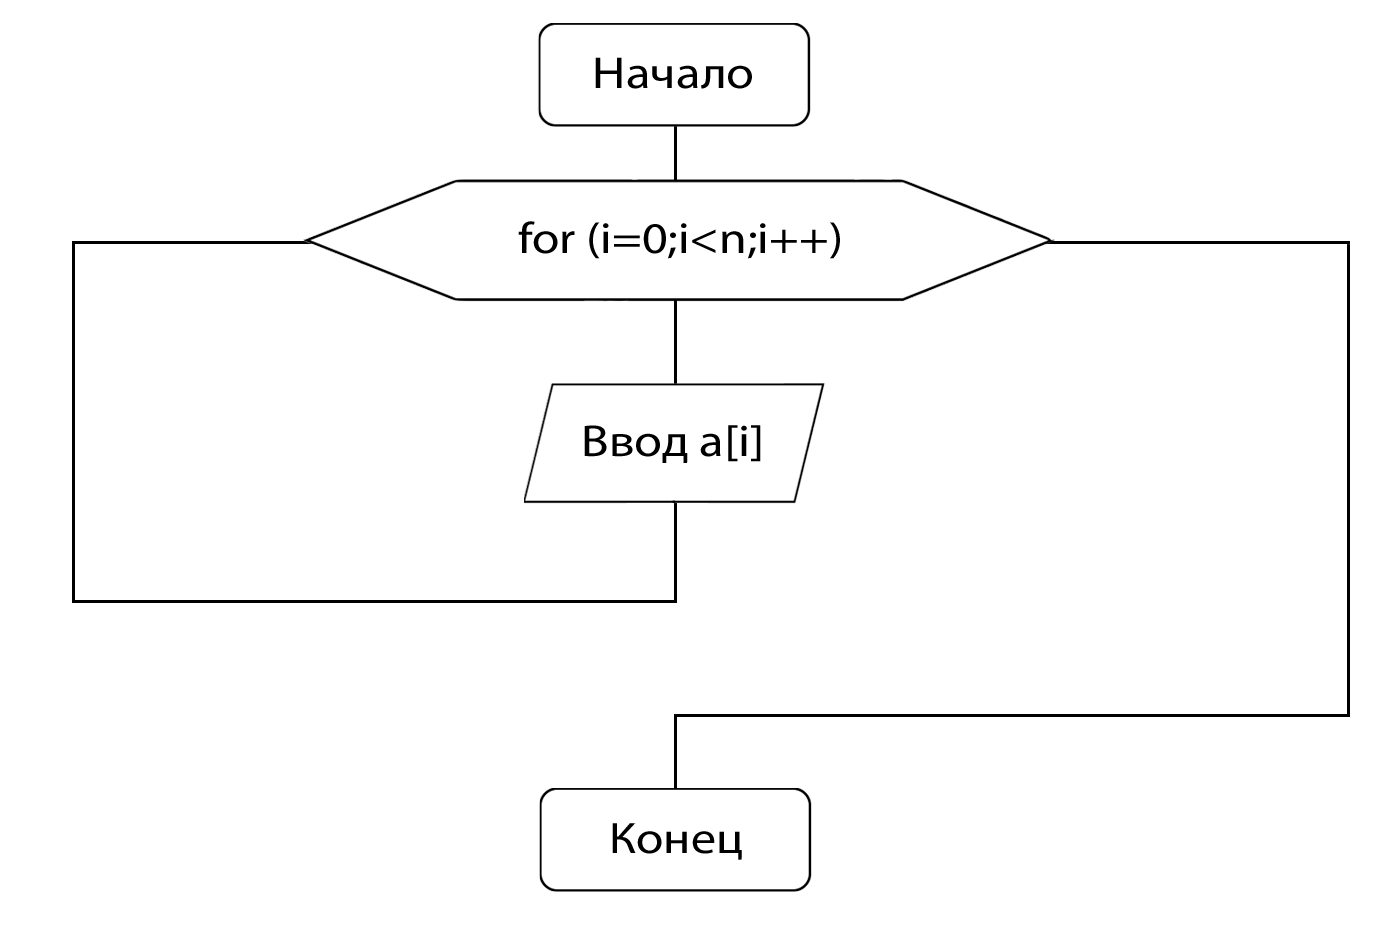 Начало
for (i=0;i<n;i++)
Ввод a[i]
Конец